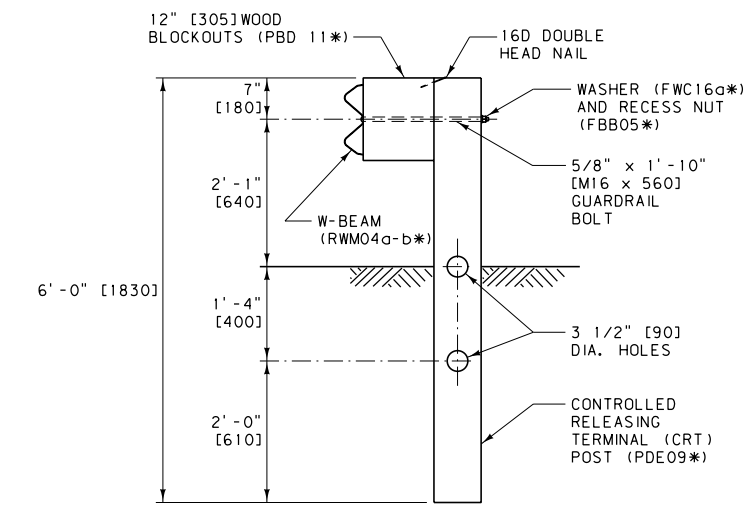 12" [305]WOOD
BLOCKOUTS (PBD 11*)
16D DOUBLE
HEAD NAIL
7"
[180]
WASHER (FWC16a*)
AND RECESS NUT
(FBB05*)
5/8" x 1'-10"
[M16 x 560]
GUARDRAIL
BOLT
2'-1"
[640]
W-BEAM
(RWM04a-b*)
6'-0" [1830]
1'-4"
[400]
3 1/2" [90]
DIA. HOLES
2'-0"
[610]
CONTROLLED
RELEASING
TERMINAL (CRT)
POST (PDE09*)